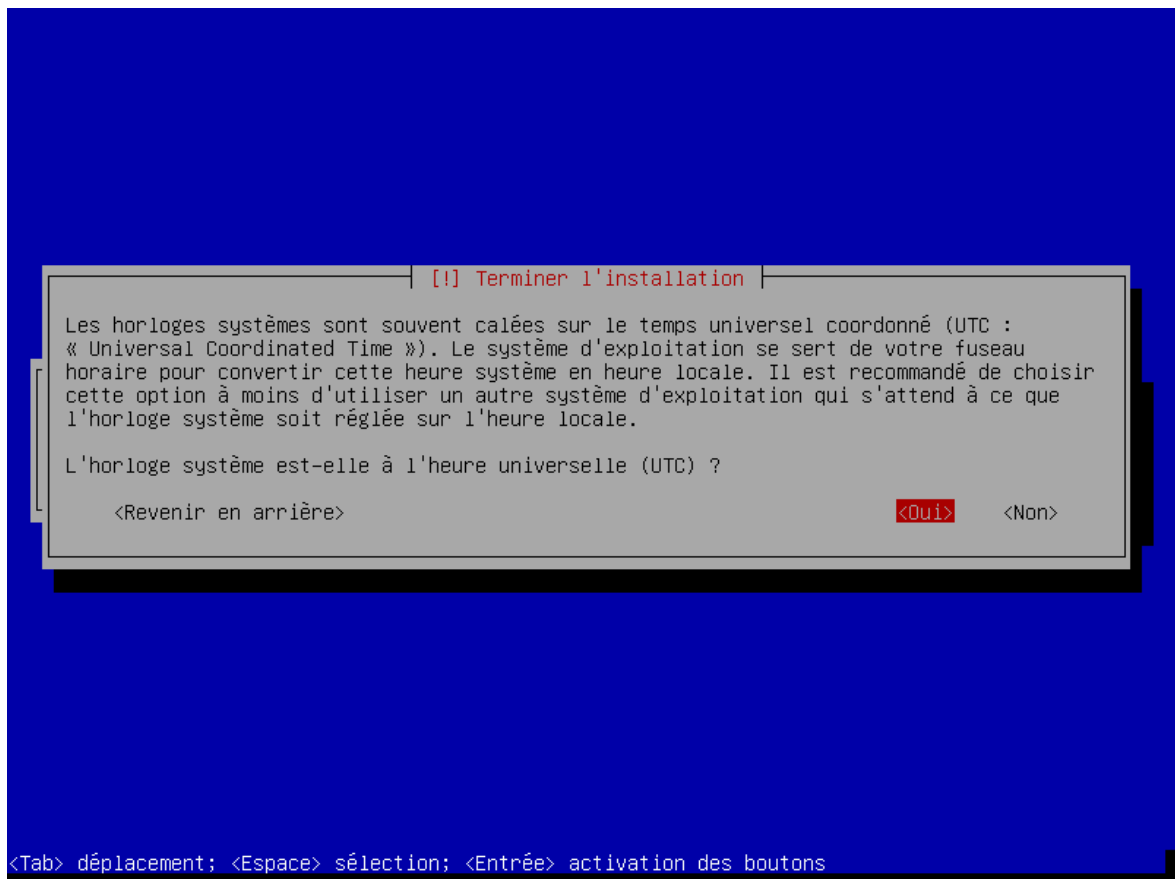 [!] Terminer l'installation
Les horloges systèmes sont souvent calées sur le temps universel coordonné (UTC :
« Universal Coordinated Time »). Le système d'exploitation se sert de votre fuseau
horaire pour convertir cette heure système en heure locale. Il est recommandé de choisir
cette option à moins d'utiliser un autre système d'exploitation qui s'attend à ce que
l'horloge système soit réglée sur l'heure locale.
L'horloge système est-elle à l'heure universelle (UTC) ?
<Revenir en arrière> <Oui> <Non>
<Tab> déplacement; <Espace> sélection; <Entrée> activation des boutons